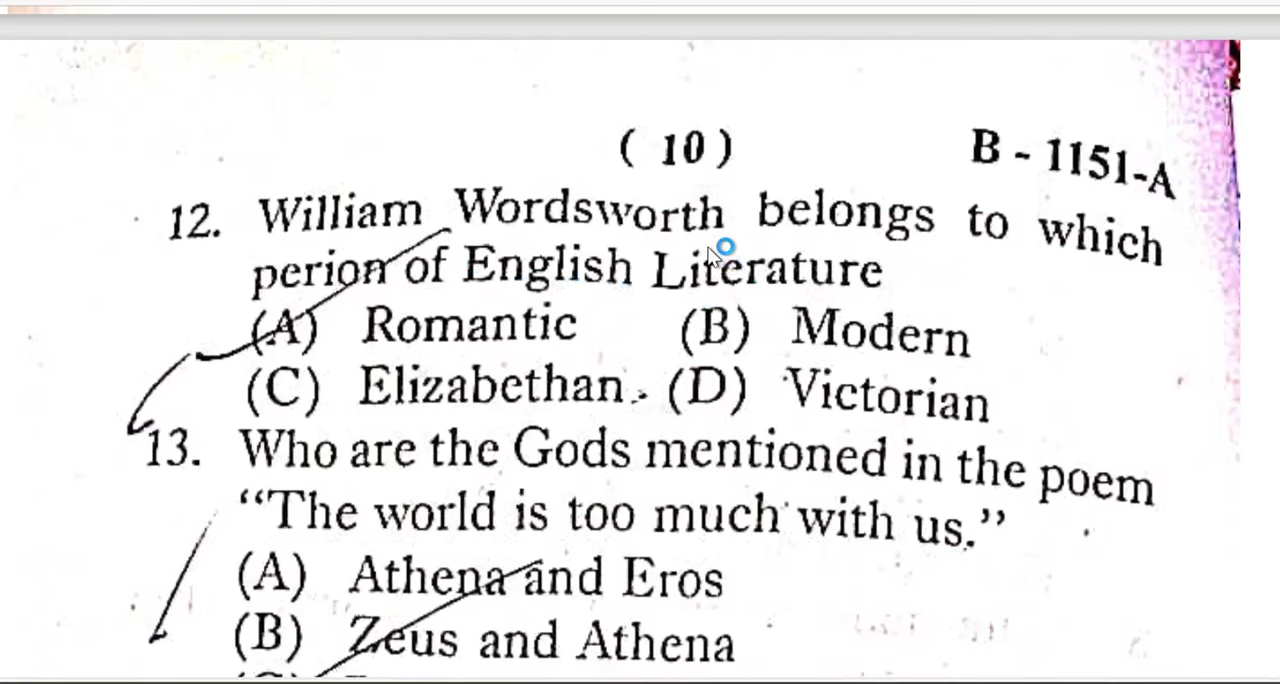 ( 10 )
B - 1151-A
12. William Wordsworth belongs to which
perion of English Literature
(A) Romantic (B) Modern
(C) Elizabethan (D) Victorian
13. Who are the Gods mentioned in the poem
“The world is too much with us.”
(A) Athena and Eros
(B) Zeus and Athena